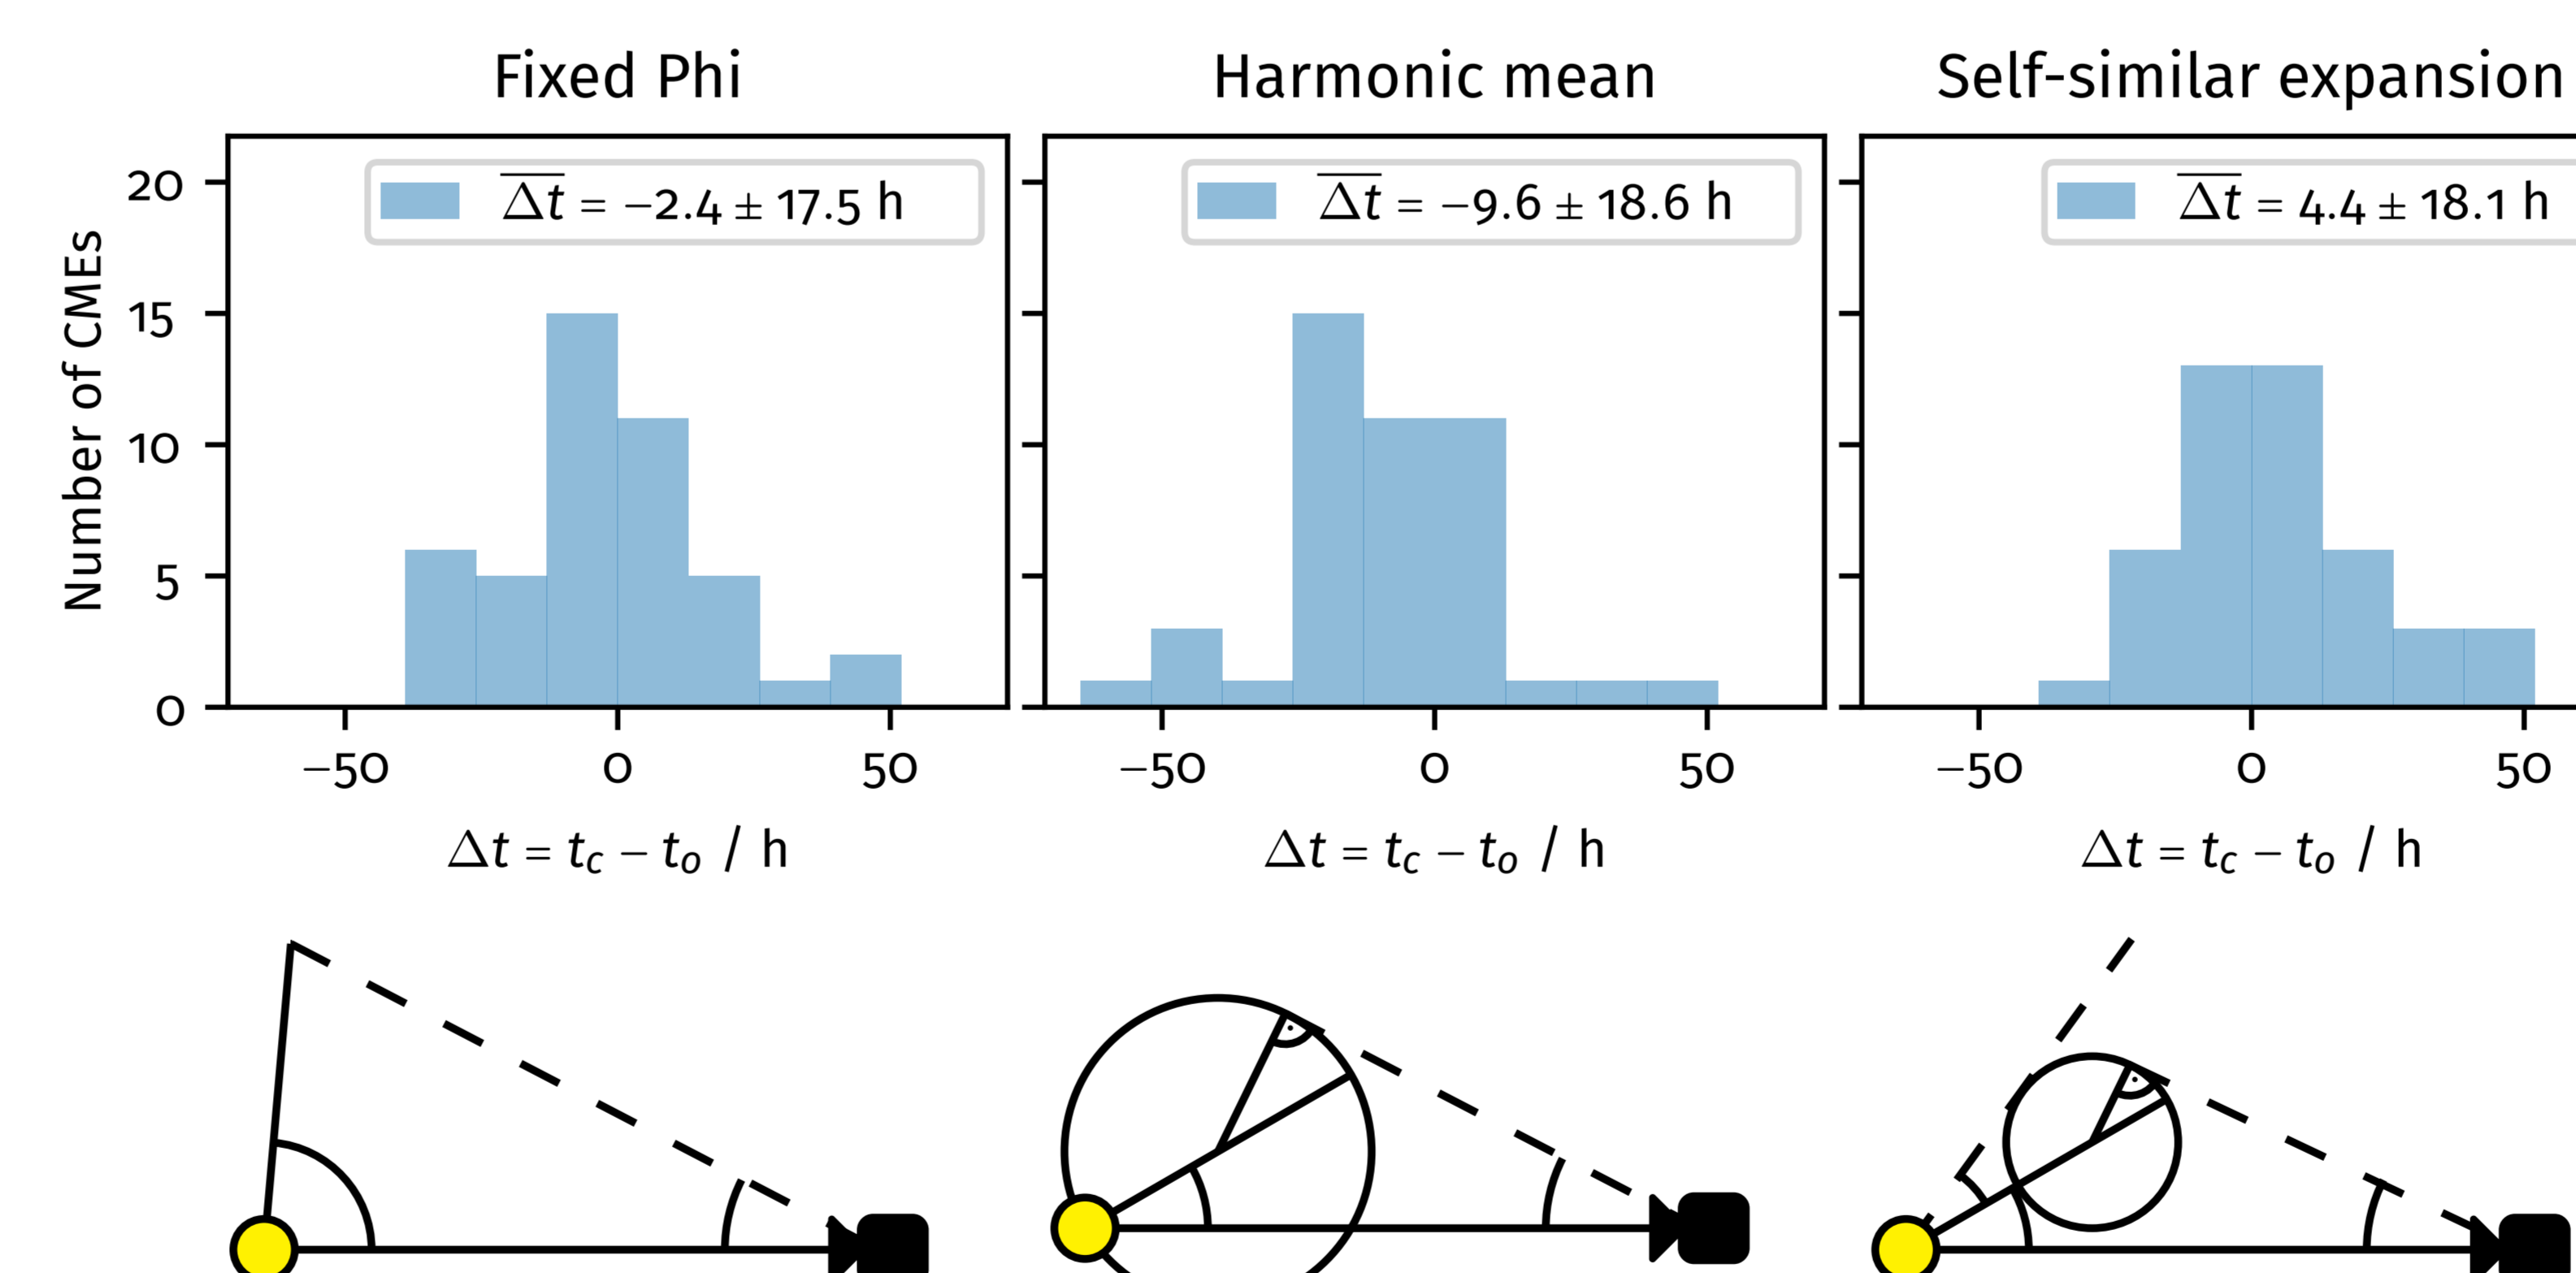 Fixed Phi
Harmonic mean
Self-similar expansion
Number of CMEs
20
15
10
5
0
Δt = −2.4 ± 17.5 h
Δt = −9.6 ± 18.6 h
Δt = 4.4 ± 18.1 h
−50 0 50
−50 0 50
−50 0 50
Δt = tc − to / h
Δt = tc − to / h
Δt = tc − to / h